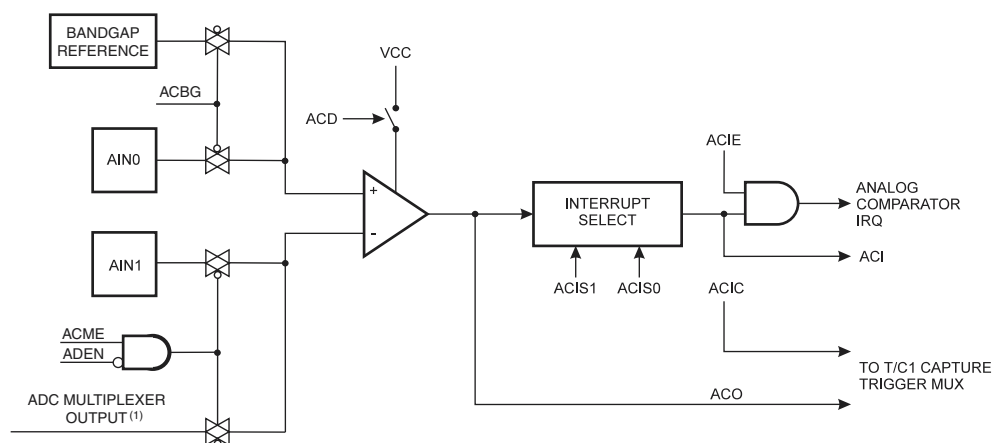 BANDGAP
REFERENCE
VCC
ACBG
ACD
AIN0
ACIE
+
-
INTERRUPT
SELECT
ANALOG
COMPARATOR
IRQ
AIN1
ACI
ACIS1 ACIS0 ACIC
ACME
ADEN
TO T/C1 CAPTURE
TRIGGER MUX
ADC MULTIPLEXER
OUTPUT (1)
ACO